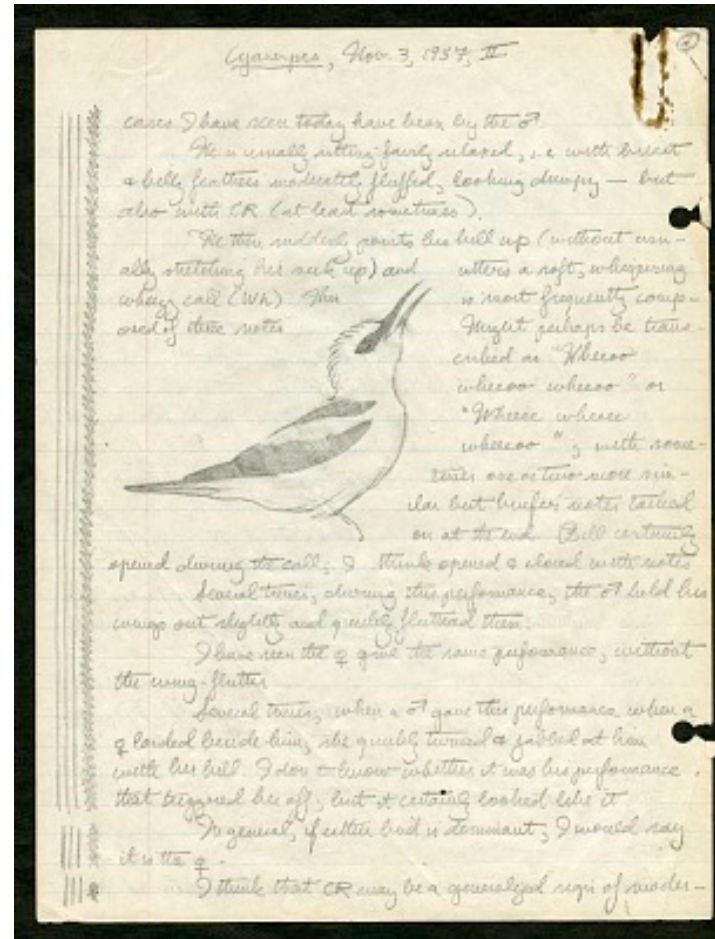 Cyanerpes, Nov. 3, 1957, II
cases I have seen today have been by the ♂.
He is usually sitting fairly relaxed, i.e. with breast
& belly feathers moderately fluffed, looking dumpy — but
also with CR (at least sometimes).
He then suddenly points his bill up (without usu-
ally stretching his neck up) and utters a soft, whispering
wheezy call (Wh). This is most frequently comp-
osed of three notes. Might perhaps be trans-
cribed as "Wheeoo
wheeoo wheeoo" or
"Wheeee wheeee
wheeoo"; with some-
times one or two more sim-
ilar but briefer notes tacked
on at the end. Bill certainly
opened during the call; I think opened & closed with notes
Several times, during this performance, the ♂ held his
wings out slightly and quickly fluttered them.
I have seen the ♀ give the same performance, without
the wing-flutter
Several times, when a ♂ gave this performance when a
♀ landed beside him, she quickly turned & jabbed at him
with her bill. I don't know whether it was his performance
that triggered her off, but it certainly looked like it
In general, if either bird is dominant, I would say
it is the ♀.
I think that CR may be a generalized sign of moder-